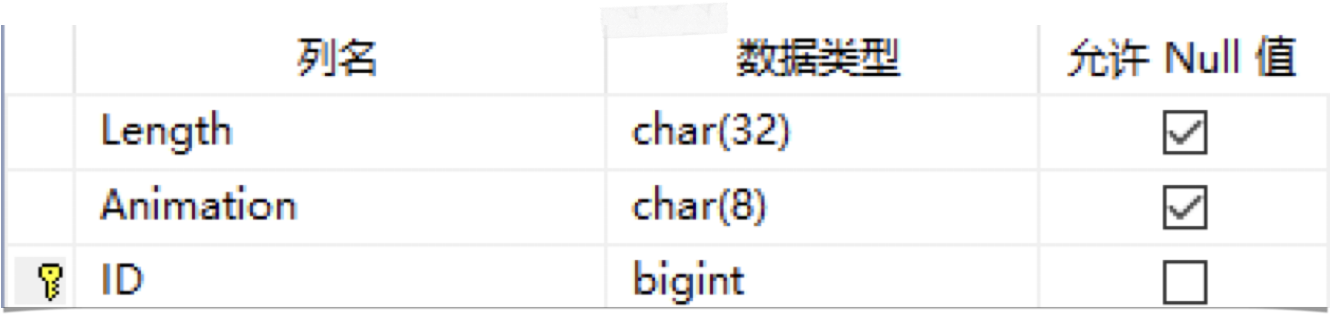 列名 数据类型 允许 Null 值
Length char(32)
Animation char(8)
ID bigint